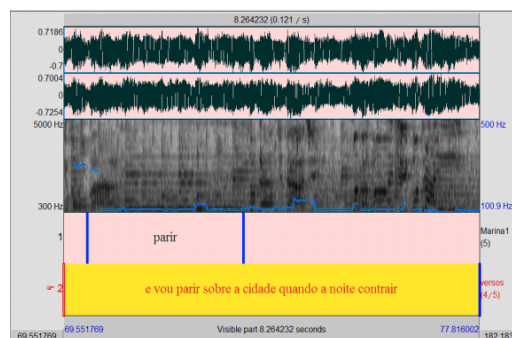 8.264232 (0.121 / s)
0.7186
0
-0.7
0.7004
0
-0.7254
5000 Hz
500 Hz
300 Hz
100.9 Hz
1
parir
Marina1
(5)
2
e vou parir sobre a cidade quando a noite contrair
versos
(4/5)
69.551769
77.816002
69.551769
Visible part 8.264232 seconds